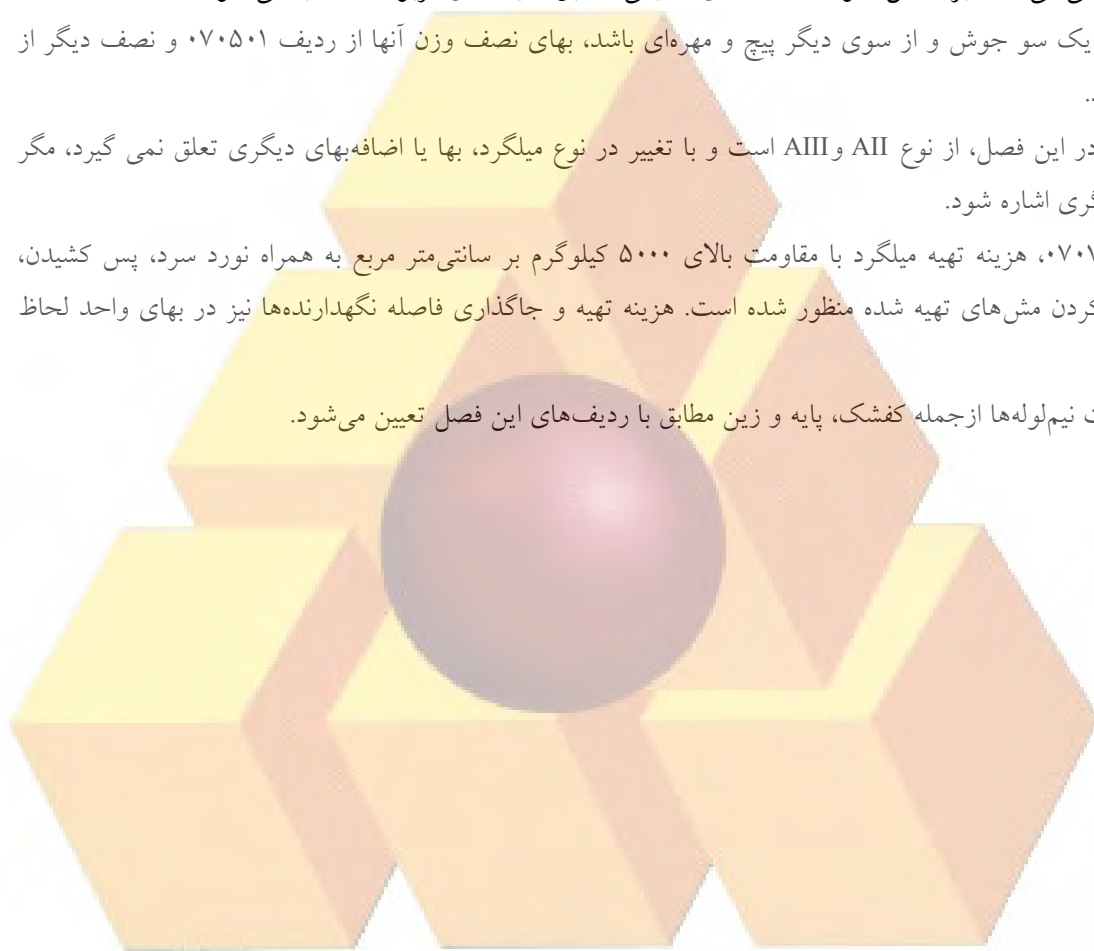 یک سو جوش و از سوی دیگر پیچ و مهره‌ای باشد، بهای نصف وزن آنها از ردیف ۰۷۰۵۰۱ و نصف دیگر از
..
در این فصل، از نوع AII و AIII است و با تغییر در نوع میلگرد، بها یا اضافه‌بهای دیگری تعلق نمی گیرد، مگر
گری اشاره شود.
۰۷۰۷، هزینه تهیه میلگرد با مقاومت بالای ۵۰۰۰ کیلوگرم بر سانتی‌متر مربع به همراه نورد سرد، پس کشیدن،
کردن مش‌های تهیه شده منظور شده است. هزینه تهیه و جاگذاری فاصله نگهدارنده‌ها نیز در بهای واحد لحاظ
ت نیم‌لوله‌ها ازجمله کفشک، پایه و زین مطابق با ردیف‌های این فصل تعیین می‌شود.